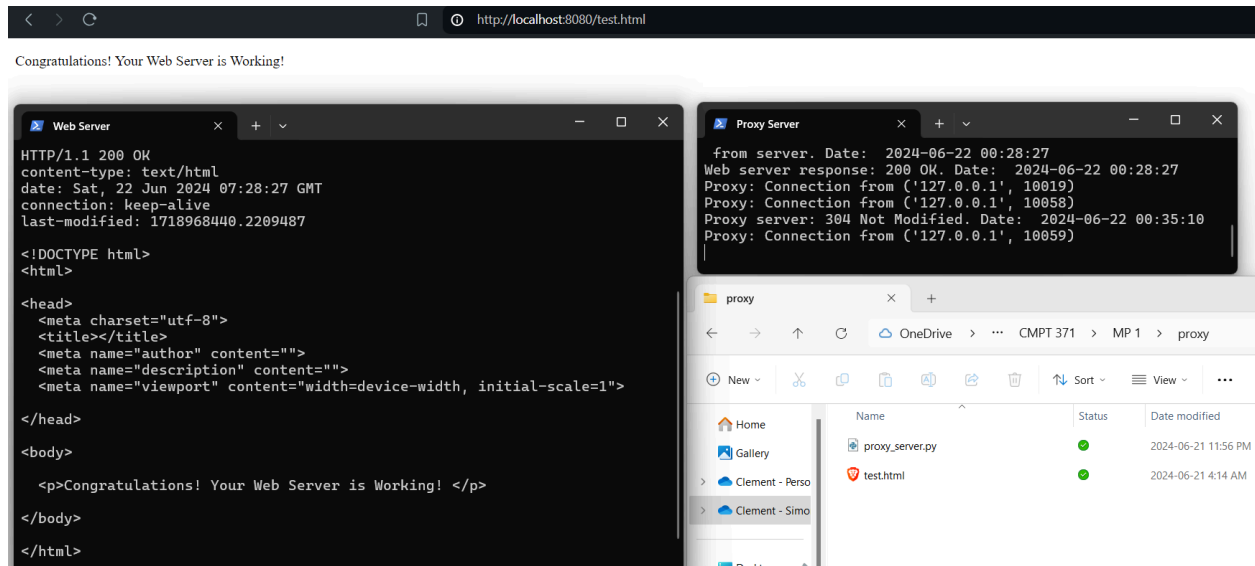 http://localhost:8080/test.html
Congratulations! Your Web Server is Working!
Web Server
HTTP/1.1 200 OK
content-type: text/html
date: Sat, 22 Jun 2024 07:28:27 GMT
connection: keep-alive
last-modified: 1718968440.2209487
<!DOCTYPE html>
<html>
<head>
<meta charset="utf-8">
<title></title>
<meta name="author" content="">
<meta name="description" content="">
<meta name="viewport" content="width=device-width, initial-scale=1">
</head>
<body>
<p>Congratulations! Your Web Server is Working! </p>
</body>
</html>
Proxy Server
from server. Date:  2024-06-22 00:28:27
Web server response: 200 OK. Date:  2024-06-22 00:28:27
Proxy: Connection from ('127.0.0.1', 10019)
Proxy: Connection from ('127.0.0.1', 10058)
Proxy server: 304 Not Modified. Date:  2024-06-22 00:35:10
Proxy: Connection from ('127.0.0.1', 10059)
proxy
OneDrive > ... CMPT 371 > MP 1 > proxy
New Sort View ...
Name Status Date modified
proxy_server.py 2024-06-21 11:56 PM
test.html 2024-06-21 4:14 AM
Home
Gallery
Clement - Perso
Clement - Simo